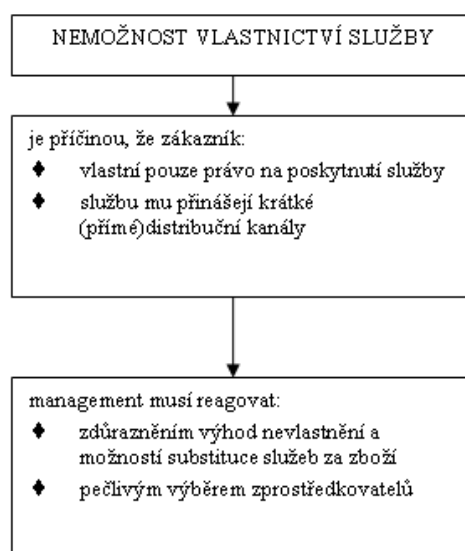 NEMOŽNOST VLASTNICTVÍ SLUŽBY
je příčinou, že zákazník:
♦ vlastní pouze právo na poskytnutí služby
♦ službu mu přinášejí krátké
(přímé)distribuční kanály
management musí reagovat:
♦ zdůrazněním výhod nevlastnění a
možností substituce služeb za zboží
♦ pečlivým výběrem zprostředkovatelů